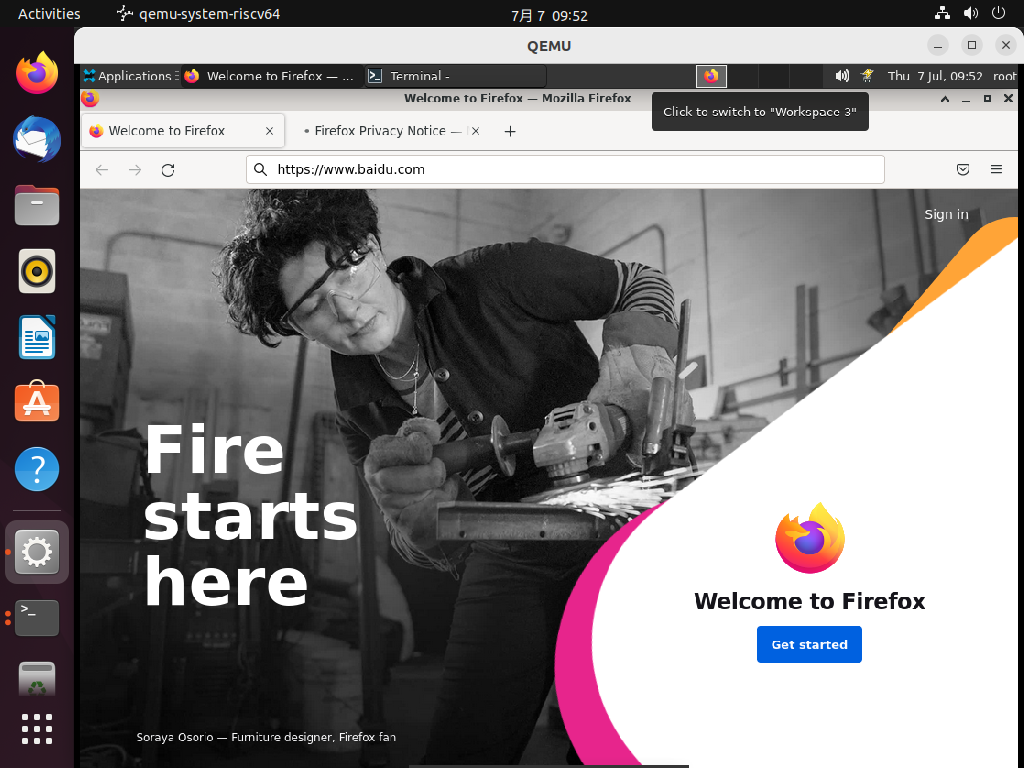 Activities
qemu-system-riscv64
7月 7 09:52
QEMU
Applications
Welcome to Firefox — ...
Terminal -
Thu 7 Jul, 09:52
root
Welcome to Firefox — Mozilla Firefox
Click to switch to "Workspace 3"
Welcome to Firefox
Firefox Privacy Notice —
https://www.baidu.com
Sign in
Fire
starts
here
Welcome to Firefox
Get started
Soraya Osorio — Furniture designer, Firefox fan